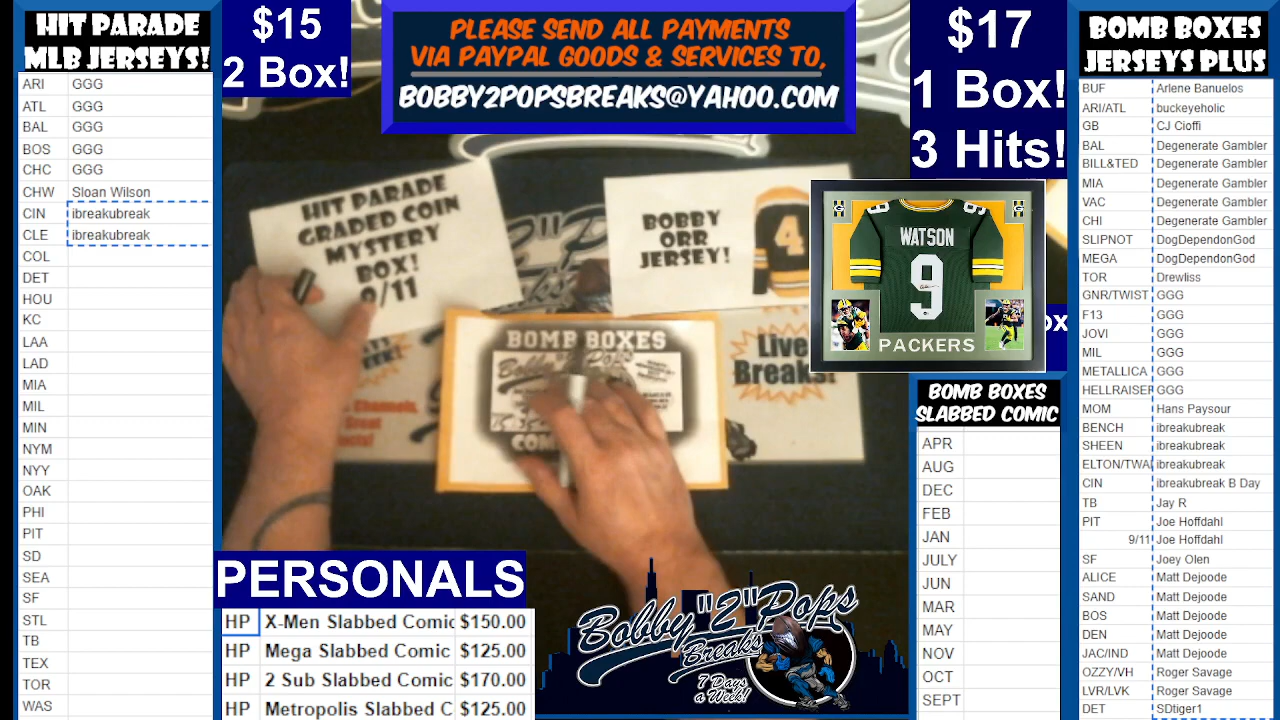 HIT PARADE
MLB JERSEYS!
ARI GGG
ATL GGG
BAL GGG
BOS GGG
CHC GGG
CHW Sloan Wilson
CIN ibreakubreak
CLE ibreakubreak
COL
DET
HOU
KC
LAA
LAD
MIA
MIL
MIN
NYM
NYY
OAK
PHI
PIT
SD
SEA
SF
STL
TB
TEX
TOR
WAS
$15
2 Box!
PLEASE SEND ALL PAYMENTS
VIA PAYPAL GOODS & SERVICES TO,
BOBBY2POPSBREAKS@YAHOO.COM
$17
1 Box!
3 Hits!
HIT PARADE
GRADED COIN
MYSTERY
BOX!
9/11
BOBBY
ORR
JERSEY!
4
WATSON
9
PACKERS
BOMB BOXES
Bobby Pops
Live
Breaks!
PERSONALS
HP X-Men Slabbed Comic $150.00
HP Mega Slabbed Comic $125.00
HP 2 Sub Slabbed Comic $170.00
HP Metropolis Slabbed C $125.00
Bobby "2" Pops
Breaks
7 Days
a Week!
BOMB BOXES
SLABBED COMIC
APR
AUG
DEC
FEB
JAN
JULY
JUN
MAR
MAY
NOV
OCT
SEPT
BOMB BOXES
JERSEYS PLUS
BUF Arlene Banuelos
ARI/ATL buckeyeholic
GB CJ Cioffi
BAL Degenerate Gambler
BILL&TED Degenerate Gambler
MIA Degenerate Gambler
VAC Degenerate Gambler
CHI Degenerate Gambler
SLIPNOT DogDependonGod
MEGA DogDependonGod
TOR Drewliss
GNR/TWIST GGG
F13 GGG
JOVI GGG
MIL GGG
METALLICA GGG
HELLRAISER GGG
MOM Hans Paysour
BENCH ibreakubreak
SHEEN ibreakubreak
ELTON/TWA ibreakubreak
CIN ibreakubreak B Day
TB Jay R
PIT Joe Hoffdahl
9/11 Joe Hoffdahl
SF Joey Olen
ALICE Matt Dejoode
SAND Matt Dejoode
BOS Matt Dejoode
DEN Matt Dejoode
JAC/IND Matt Dejoode
OZZY/VH Roger Savage
LVR/LVK Roger Savage
DET SDtiger1